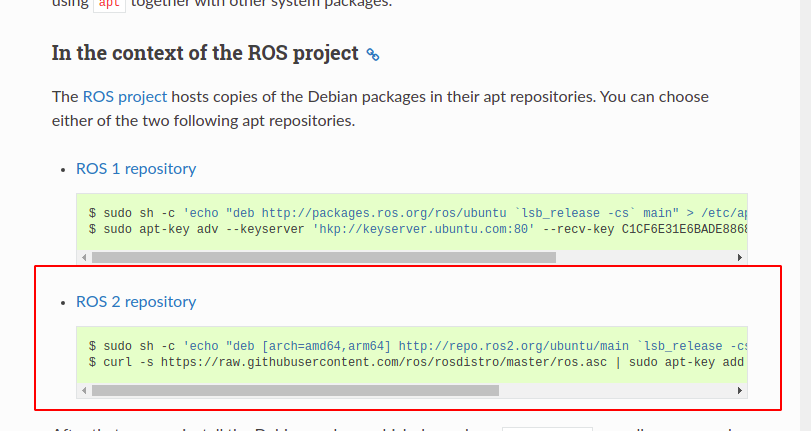 using apt together with other system packages.
In the context of the ROS project
The ROS project hosts copies of the Debian packages in their apt repositories. You can choose
either of the two following apt repositories.
• ROS 1 repository
$ sudo sh -c 'echo "deb http://packages.ros.org/ros/ubuntu `lsb_release -cs` main" > /etc/ap
$ sudo apt-key adv --keyserver 'hkp://keyserver.ubuntu.com:80' --recv-key C1CF6E31E6BADE8868
• ROS 2 repository
$ sudo sh -c 'echo "deb [arch=amd64,arm64] http://repo.ros2.org/ubuntu/main `lsb_release -cs
$ curl -s https://raw.githubusercontent.com/ros/rosdistro/master/ros.asc | sudo apt-key add